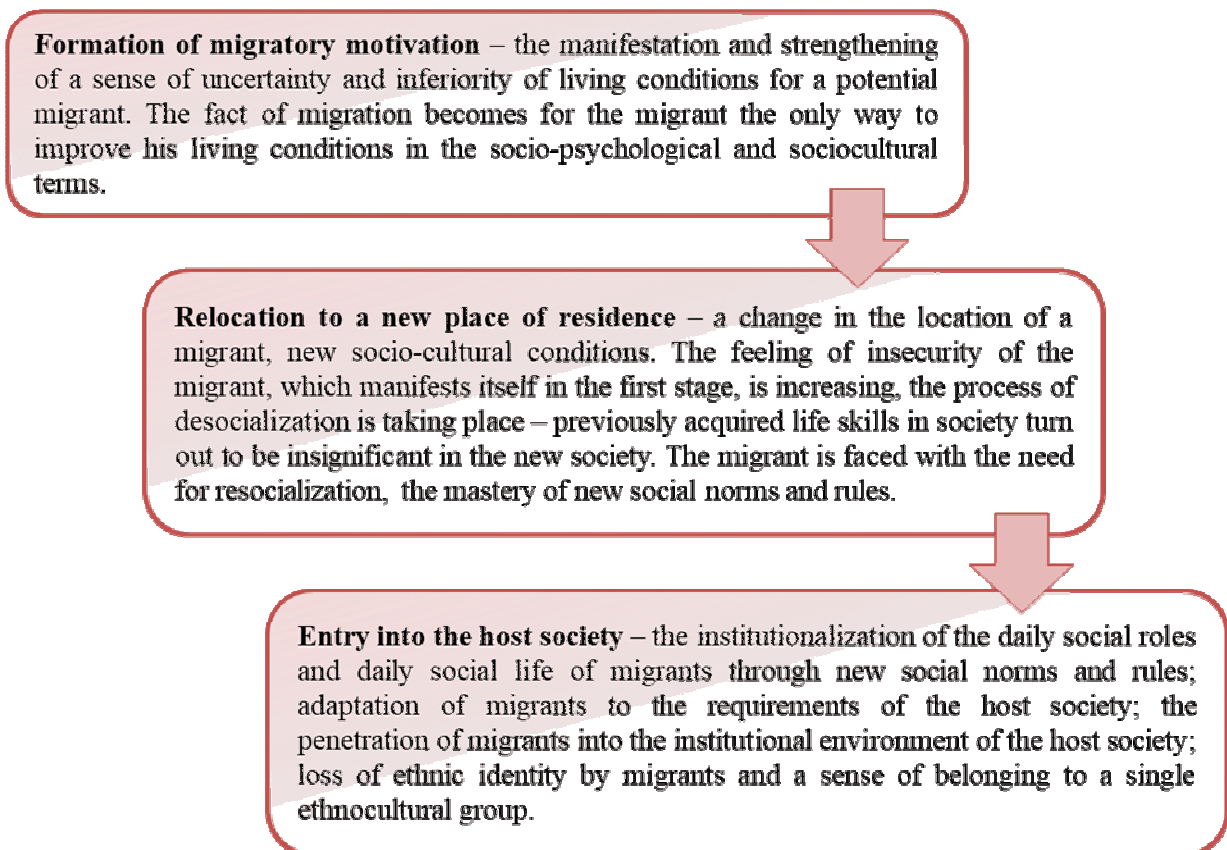 Formation of migratory motivation – the manifestation and strengthening
of a sense of uncertainty and inferiority of living conditions for a potential
migrant. The fact of migration becomes for the migrant the only way to
improve his living conditions in the socio-psychological and sociocultural
terms.
Relocation to a new place of residence – a change in the location of a
migrant, new socio-cultural conditions. The feeling of insecurity of the
migrant, which manifests itself in the first stage, is increasing, the process of
desocialization is taking place – previously acquired life skills in society turn
out to be insignificant in the new society. The migrant is faced with the need
for resocialization, the mastery of new social norms and rules.
Entry into the host society – the institutionalization of the daily social roles
and daily social life of migrants through new social norms and rules;
adaptation of migrants to the requirements of the host society; the
penetration of migrants into the institutional environment of the host society;
loss of ethnic identity by migrants and a sense of belonging to a single
ethnocultural group.